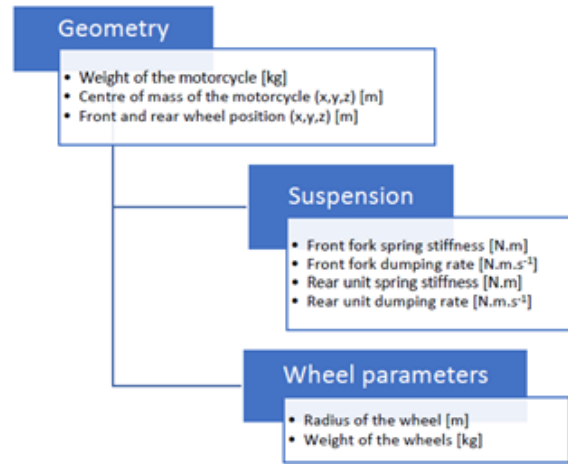 Geometry
• Weight of the motorcycle [kg]
• Centre of mass of the motorcycle (x,y,z) [m]
• Front and rear wheel position (x,y,z) [m]
Suspension
• Front fork spring stiffness [N.m]
• Front fork dumping rate [N.m.s⁻¹]
• Rear unit spring stiffness [N.m]
• Rear unit dumping rate [N.m.s⁻¹]
Wheel parameters
• Radius of the wheel [m]
• Weight of the wheels [kg]